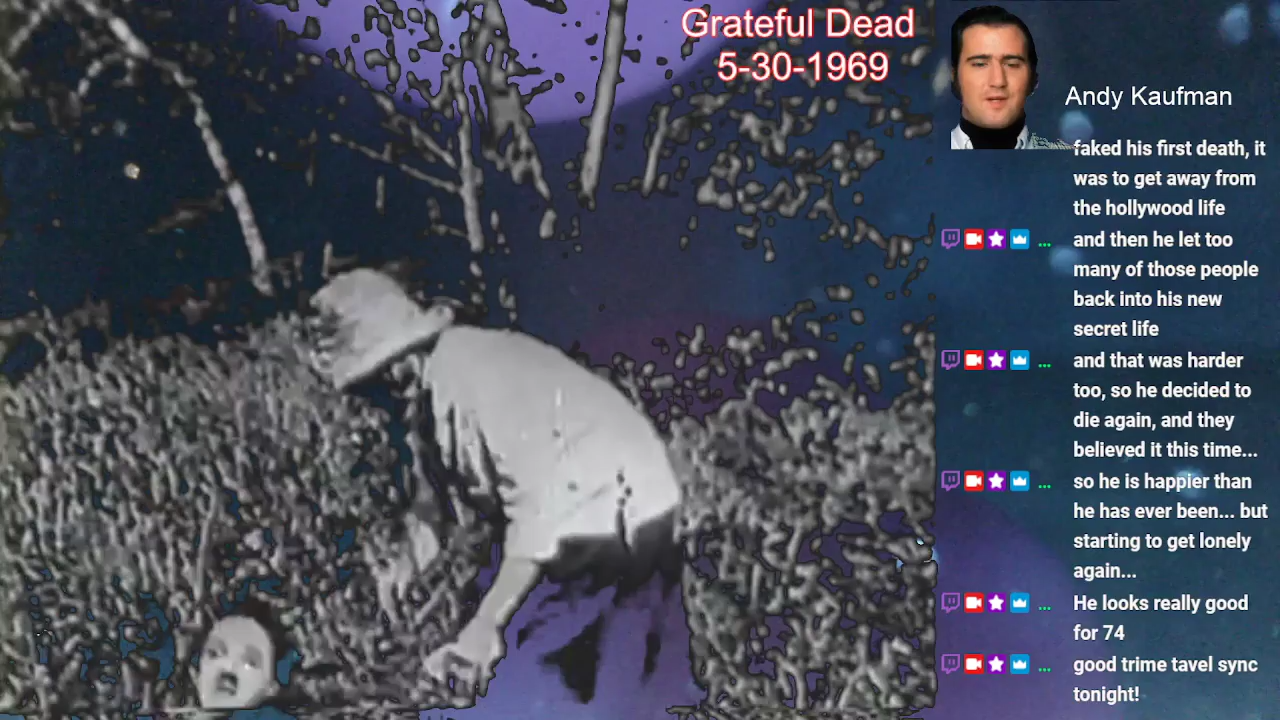 Grateful Dead
5-30-1969
Andy Kaufman
faked his first death, it
was to get away from
the hollywood life
... and then he let too
many of those people
back into his new
secret life
... and that was harder
too, so he decided to
die again, and they
believed it this time...
... so he is happier than
he has ever been... but
starting to get lonely
again...
... He looks really good
for 74
... good trime tavel sync
tonight!